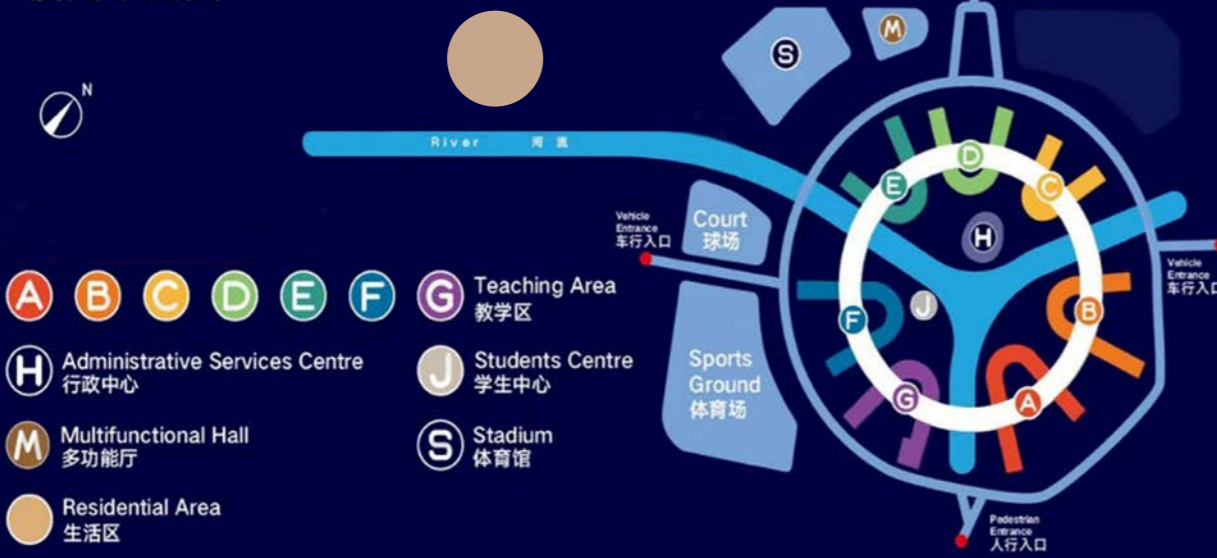 N
S
M
River 河流
D
E
C
Court
球场
Vehicle
Entrance
车行入口
H
Vehicle
Entrance
车行入口
A B C D E F G Teaching Area
教学区
J
F
B
H Administrative Services Centre
行政中心
J Students Centre
学生中心
Sports
Ground
体育场
G
A
M Multifunctional Hall
多功能厅
S Stadium
体育馆
Residential Area
生活区
Pedestrian
Entrance
人行入口